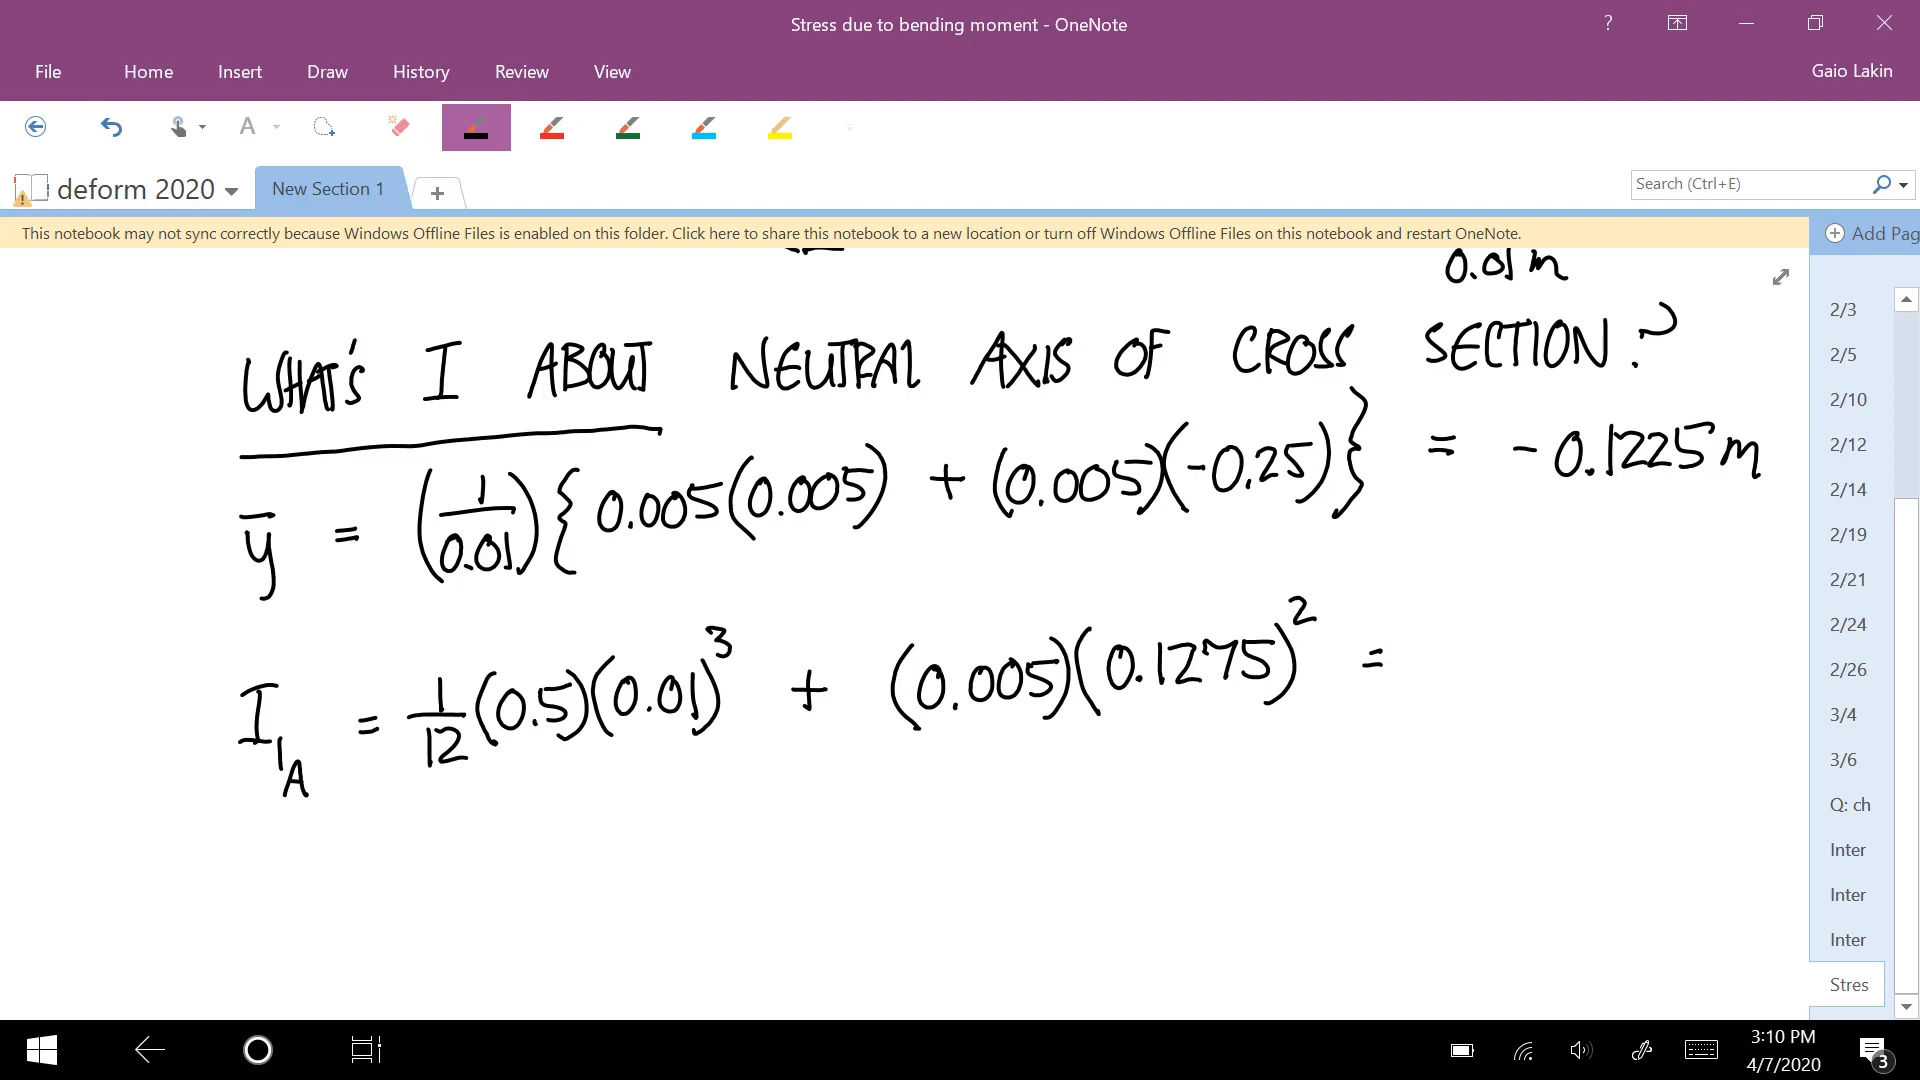 Stress due to bending moment - OneNote
?
File Home Insert Draw History Review View
Gaio Lakin
A
deform 2020
New Section 1
+
Search (Ctrl+E)
This notebook may not sync correctly because Windows Offline Files is enabled on this folder. Click here to share this notebook to a new location or turn off Windows Offline Files on this notebook and restart OneNote.
Add Pag
0.01 m
WHAT'S I ABOUT NEUTRAL AXIS OF CROSS SECTION?
ȳ = (1/0.01){0.005(0.005) + (0.005)(-0.25)} = -0.1225 m
I₁A = 1/12 (0.5)(0.01)³ + (0.005)(0.1275)² =
2/3
2/5
2/10
2/12
2/14
2/19
2/21
2/24
2/26
3/4
3/6
Q: ch
Inter
Inter
Inter
Stres
3:10 PM
4/7/2020
3